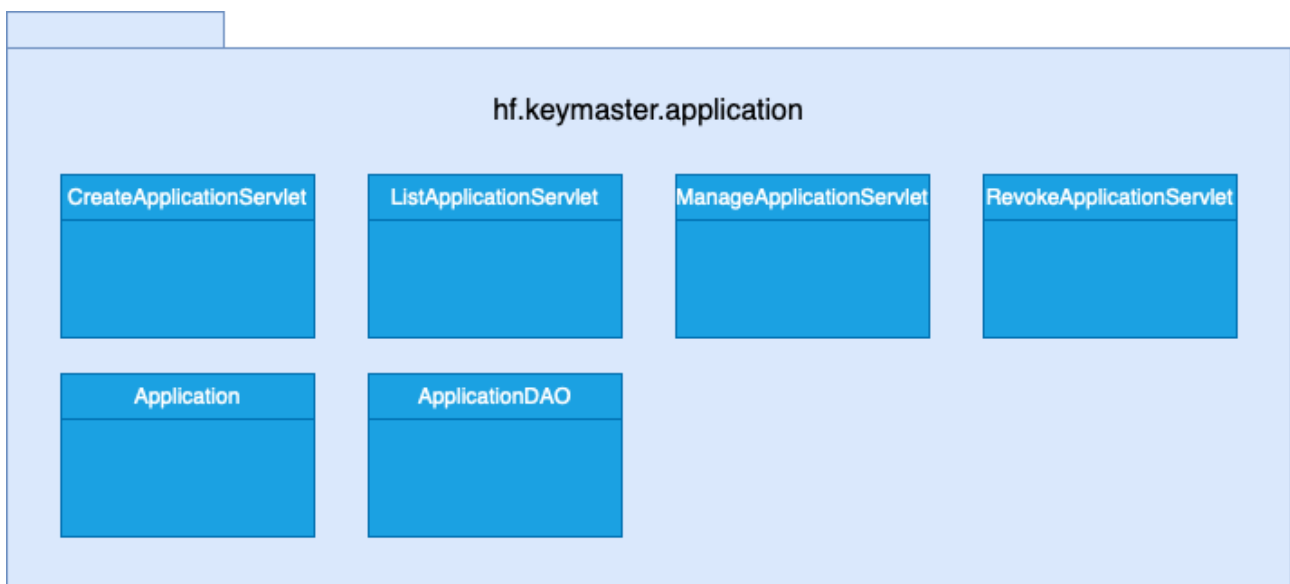 hf.keymaster.application
CreateApplicationServlet
ListApplicationServlet
ManageApplicationServlet
RevokeApplicationServlet
Application
ApplicationDAO